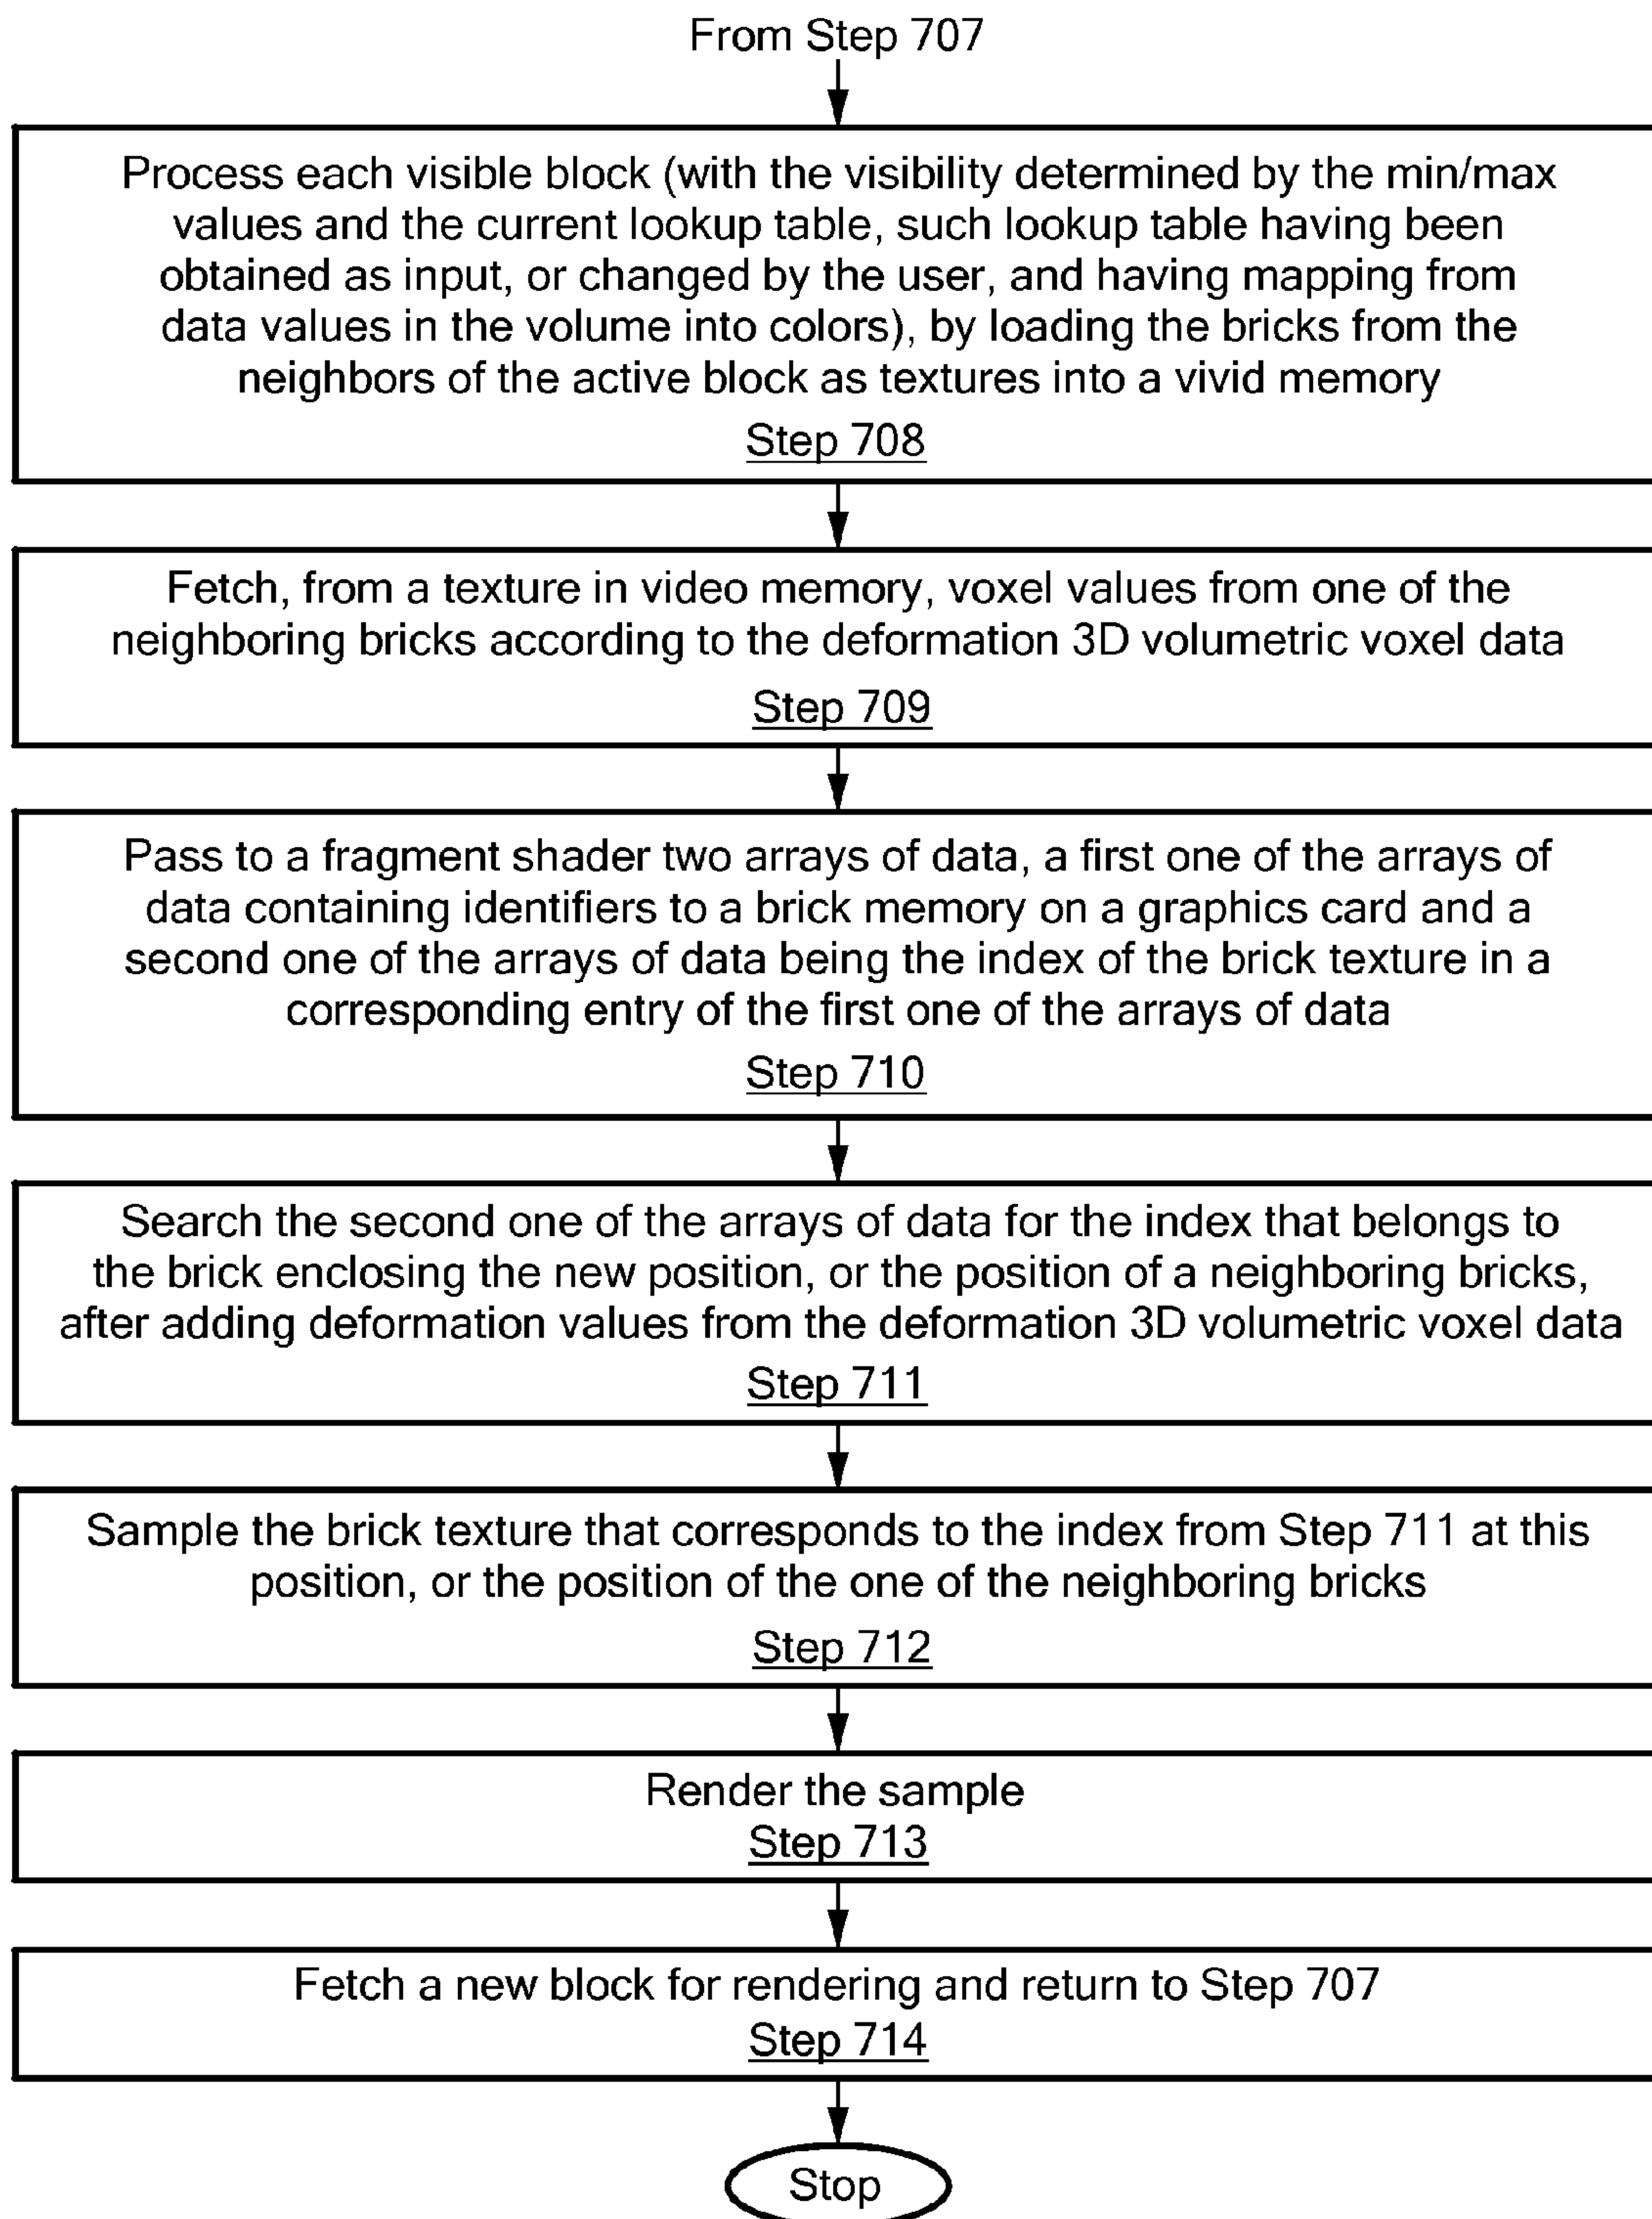 From Step 707
Process each visible block (with the visibility determined by the min/max
values and the current lookup table, such lookup table having been
obtained as input, or changed by the user, and having mapping from
data values in the volume into colors), by loading the bricks from the
neighbors of the active block as textures into a vivid memory
Step 708
Fetch, from a texture in video memory, voxel values from one of the
neighboring bricks according to the deformation 3D volumetric voxel data
Step 709
Pass to a fragment shader two arrays of data, a first one of the arrays of
data containing identifiers to a brick memory on a graphics card and a
second one of the arrays of data being the index of the brick texture in a
corresponding entry of the first one of the arrays of data
Step 710
Search the second one of the arrays of data for the index that belongs to
the brick enclosing the new position, or the position of a neighboring bricks,
after adding deformation values from the deformation 3D volumetric voxel data
Step 711
Sample the brick texture that corresponds to the index from Step 711 at this
position, or the position of the one of the neighboring bricks
Step 712
Render the sample
Step 713
Fetch a new block for rendering and return to Step 707
Step 714
Stop